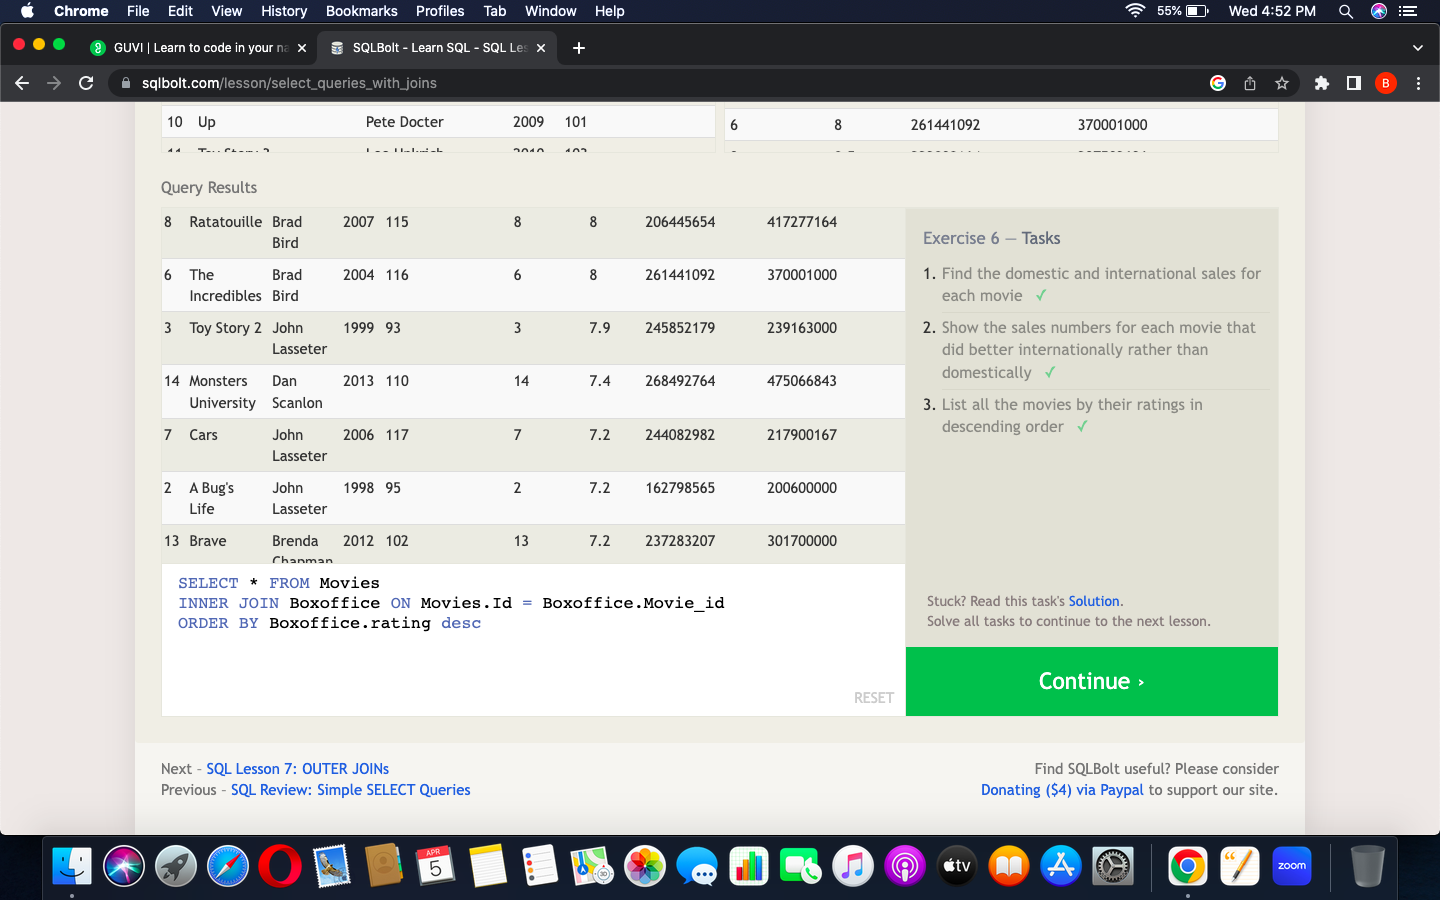 Chrome File Edit View History Bookmarks Profiles Tab Window Help 55% Wed 4:52 PM
GUVI | Learn to code in your na SQLBolt - Learn SQL - SQL Les
sqlbolt.com/lesson/select_queries_with_joins B
10 Up Pete Docter 2009 101
6 8 261441092 370001000
Query Results
8 Ratatouille Brad Bird 2007 115 8 8 206445654 417277164
6 The Incredibles Brad Bird 2004 116 6 8 261441092 370001000
3 Toy Story 2 John Lasseter 1999 93 3 7.9 245852179 239163000
14 Monsters University Dan Scanlon 2013 110 14 7.4 268492764 475066843
7 Cars John Lasseter 2006 117 7 7.2 244082982 217900167
2 A Bug's Life John Lasseter 1998 95 2 7.2 162798565 200600000
13 Brave Brenda Chapman 2012 102 13 7.2 237283207 301700000
Exercise 6 — Tasks
1. Find the domestic and international sales for
each movie ✓
2. Show the sales numbers for each movie that
did better internationally rather than
domestically ✓
3. List all the movies by their ratings in
descending order ✓
SELECT * FROM Movies
INNER JOIN Boxoffice ON Movies.Id = Boxoffice.Movie_id
ORDER BY Boxoffice.rating desc
RESET
Stuck? Read this task's Solution.
Solve all tasks to continue to the next lesson.
Continue ›
Next – SQL Lesson 7: OUTER JOINs
Previous – SQL Review: Simple SELECT Queries
Find SQLBolt useful? Please consider
Donating ($4) via Paypal to support our site.
APR
5
3D
tv
zoom